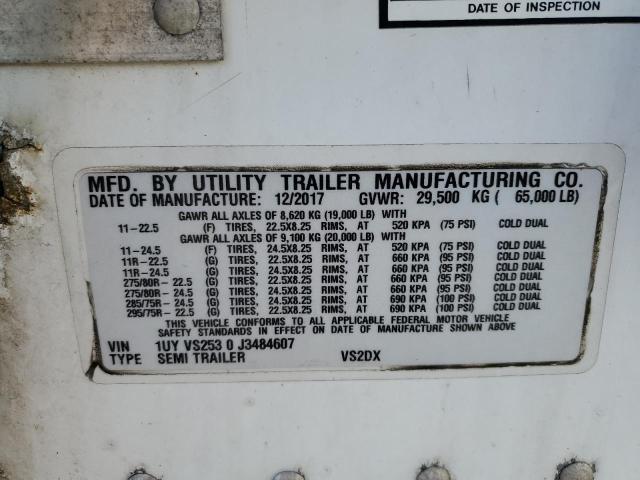 DATE OF INSPECTION
MFD. BY UTILITY TRAILER MANUFACTURING CO.
DATE OF MANUFACTURE: 12/2017 GVWR: 29,500 KG ( 65,000 LB)
GAWR ALL AXLES OF 8,620 KG (19,000 LB) WITH
11-22.5 (F) TIRES, 22.5X8.25 RIMS, AT 520 KPA (75 PSI) COLD DUAL
GAWR ALL AXLES OF 9,100 KG (20,000 LB) WITH
11-24.5 (F) TIRES, 24.5X8.25 RIMS, AT 520 KPA (75 PSI) COLD DUAL
11R-22.5 (G) TIRES, 22.5X8.25 RIMS, AT 660 KPA (95 PSI) COLD DUAL
11R-24.5 (G) TIRES, 24.5X8.25 RIMS, AT 660 KPA (95 PSI) COLD DUAL
275/80R-22.5 (G) TIRES, 22.5X8.25 RIMS, AT 660 KPA (95 PSI) COLD DUAL
275/80R-24.5 (G) TIRES, 24.5X8.25 RIMS, AT 660 KPA (95 PSI) COLD DUAL
285/75R-24.5 (G) TIRES, 24.5X8.25 RIMS, AT 690 KPA (100 PSI) COLD DUAL
295/75R-22.5 (G) TIRES, 22.5X8.25 RIMS, AT 690 KPA (100 PSI) COLD DUAL
THIS VEHICLE CONFORMS TO ALL APPLICABLE FEDERAL MOTOR VEHICLE
SAFETY STANDARDS IN EFFECT ON DATE OF MANUFACTURE SHOWN ABOVE
VIN 1UY VS253 0 J3484607
TYPE SEMI TRAILER VS2DX